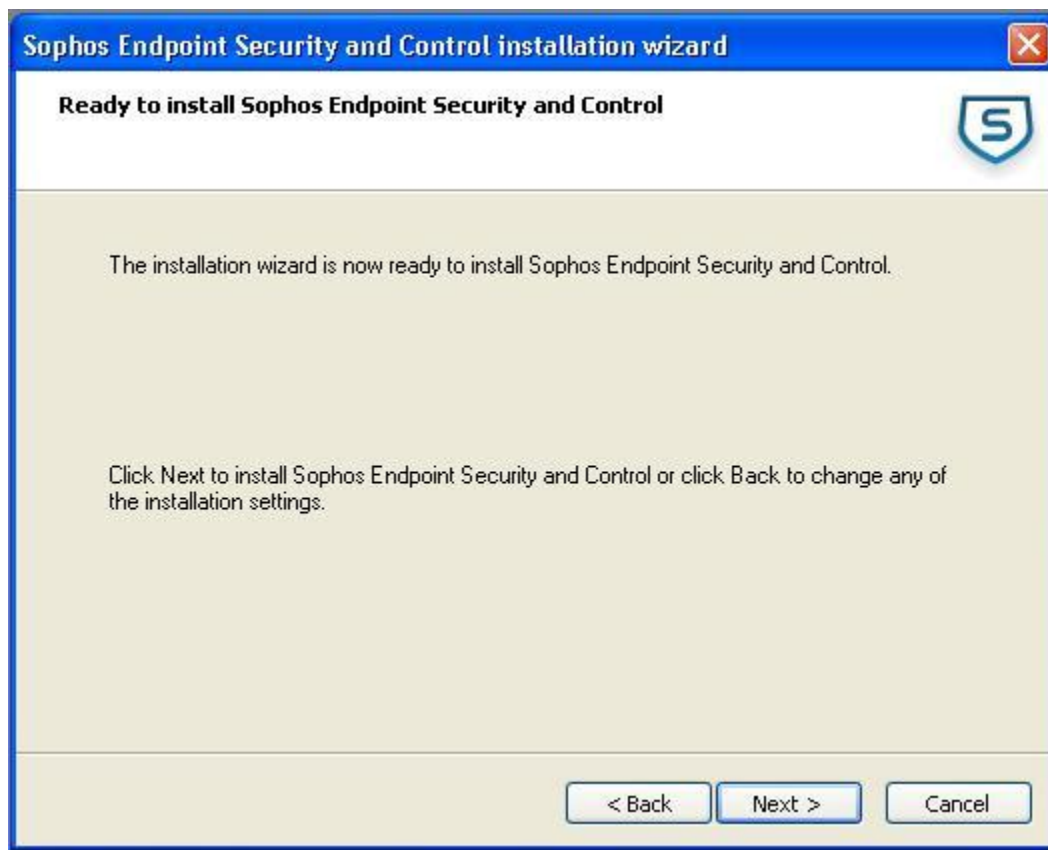 Sophos Endpoint Security and Control installation wizard
Ready to install Sophos Endpoint Security and Control
S
The installation wizard is now ready to install Sophos Endpoint Security and Control.
Click Next to install Sophos Endpoint Security and Control or click Back to change any of
the installation settings.
< Back
Next >
Cancel